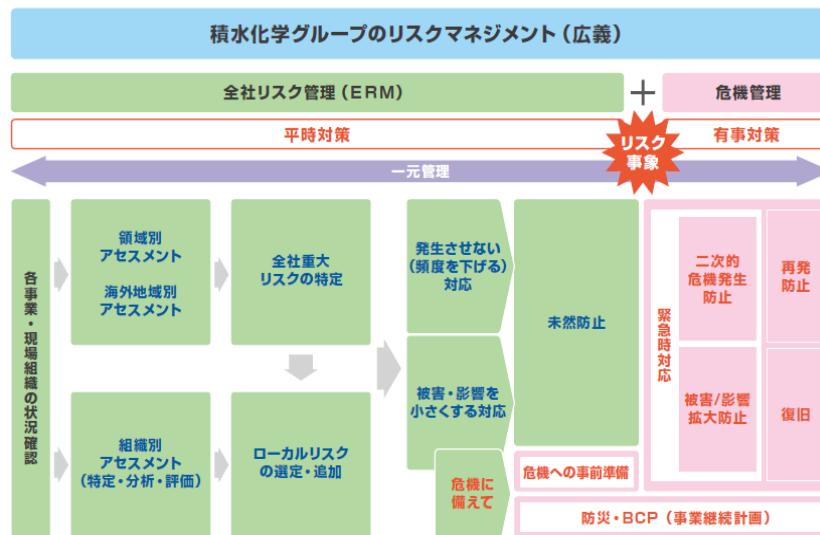 積水化学グループのリスクマネジメント（広義）
全社リスク管理（ERM）
＋
危機管理
平時対策
リスク
事象
有事対策
一元管理
各事業・現場組織の状況確認
領域別
アセスメント
海外地域別
アセスメント
組織別
アセスメント
（特定・分析・評価）
全社重大
リスクの特定
ローカルリスク
の選定・追加
発生させない
（頻度を下げる）
対応
被害・影響を
小さくする対応
危機に
備えて
未然防止
危機への事前準備
防災・BCP（事業継続計画）
緊急時対応
二次的
危機発生
防止
被害/影響
拡大防止
再発
防止
復旧